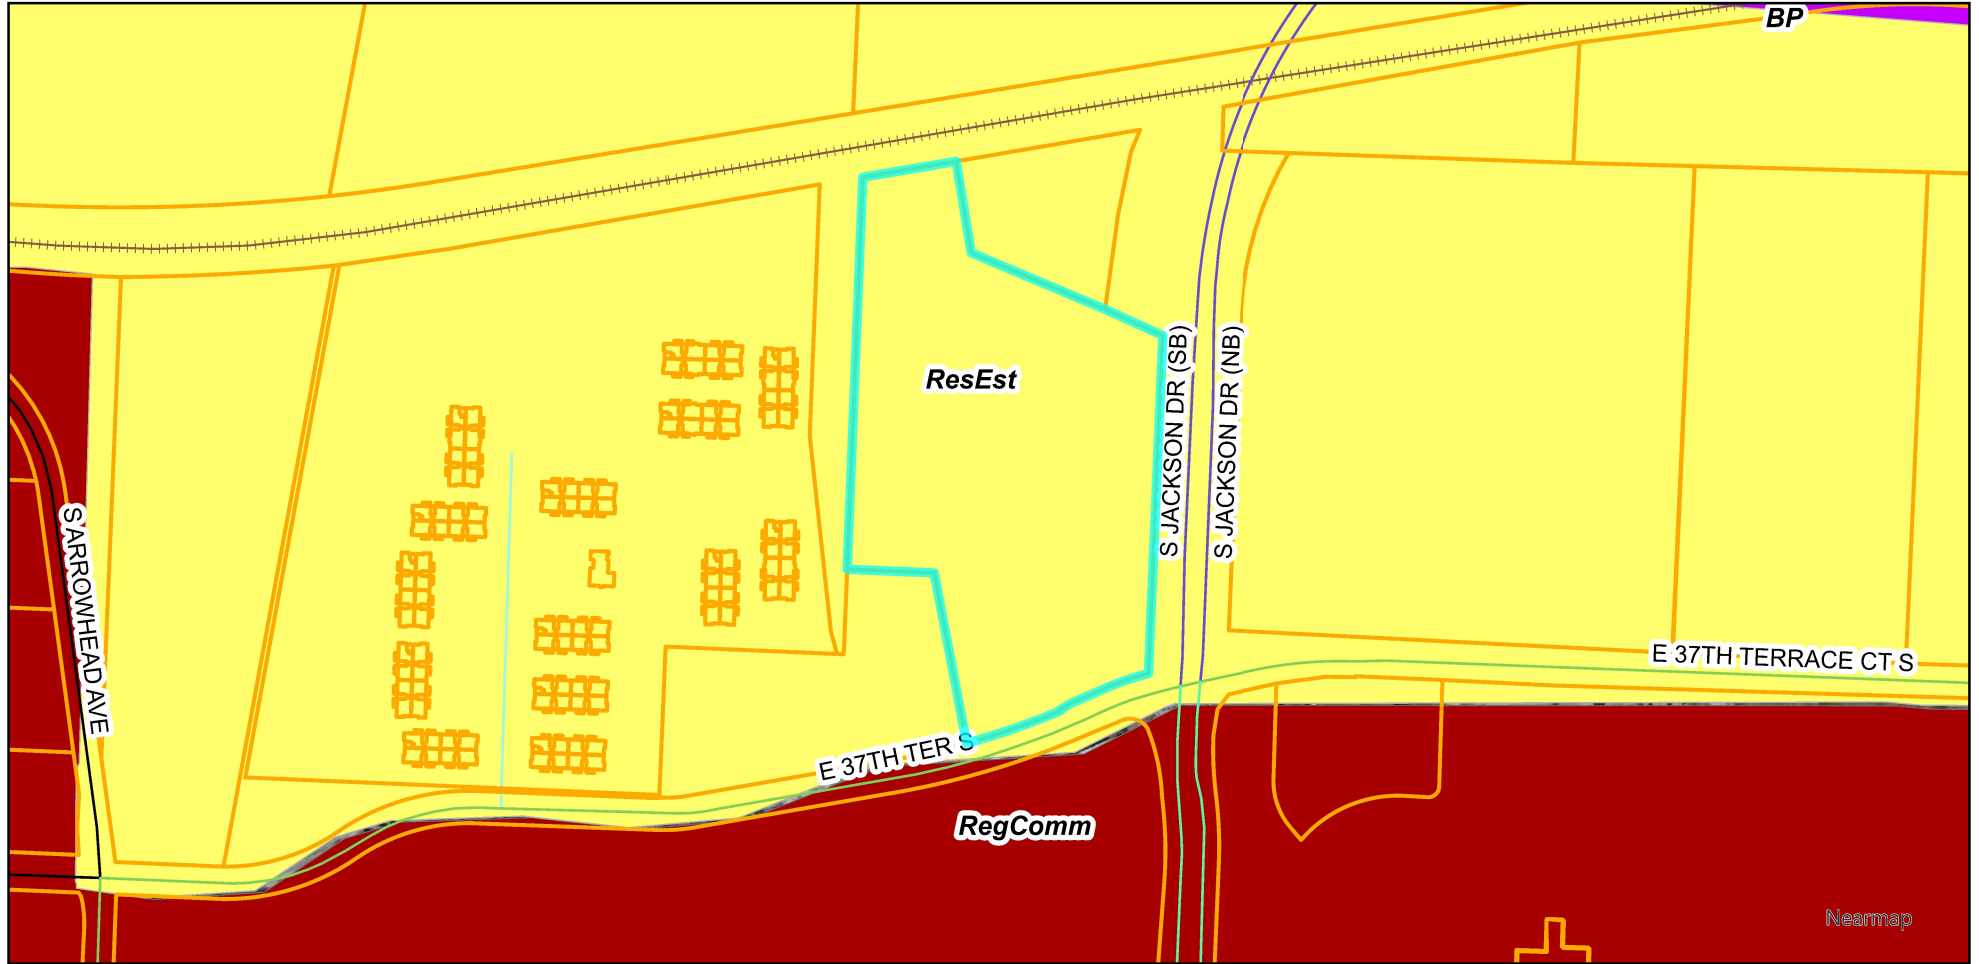 BP
ResEst
S JACKSON DR (SB)
S JACKSON DR (NB)
S ARROWHEAD AVE
E 37TH TERRACE CT S
E 37TH TER S
RegComm
Nearmap